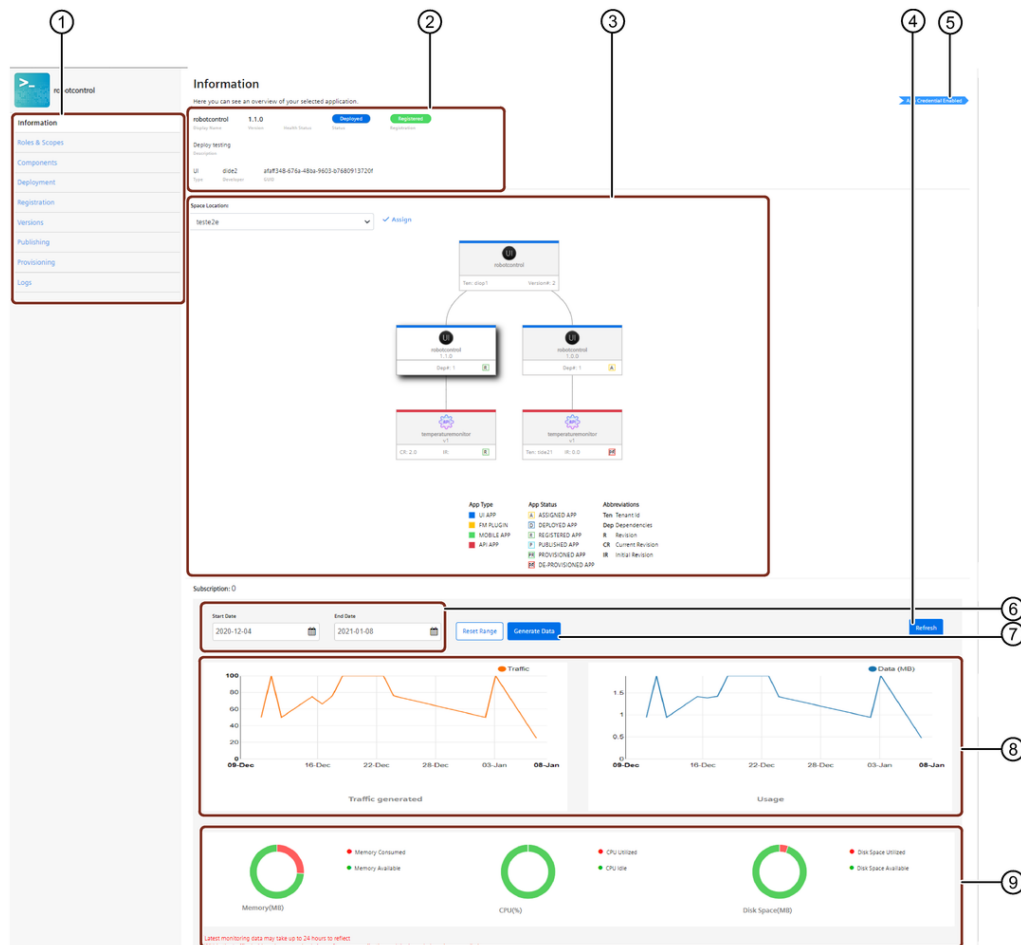 1 2 3 4 5
>_ robotcontrol
Information
Here you can see an overview of your selected application.
Credential Enabled
Information
Roles & Scopes
Components
Deployment
Registration
Versions
Publishing
Provisioning
Logs
robotcontrol 1.1.0 Deployed Registered
Display Name Version Health Status Status Registration
Deploy testing
Description
UI dide2 afaff348-676a-48ba-9603-b7680913720f
Type Developer GUID
Space Location:
teste2e Assign
UI
robotcontrol
Ten: disp1 Version#: 2
UI UI
robotcontrol robotcontrol
1.1.0 1.0.0
Dep#: 1 R Dep#: 1 A
API API
temperaturemonitor temperaturemonitor
v1 v1
CR: 2.0 IR: R Ten: tide21 IR: 0.0
App Type App Status Abbreviations
UI APP A ASSIGNED APP Ten Tenant Id
FM PLUGIN D DEPLOYED APP Dep Dependencies
MOBILE APP R REGISTERED APP R Revision
API APP P PUBLISHED APP CR Current Revision
PROVISIONED APP IR Initial Revision
DE-PROVISIONED APP
Subscription: 0
6
Start Date End Date
2020-12-04 2021-01-08 Reset Range Generate Data Refresh
7
Traffic Data (MB)
100
80 1.5
60 1
40
20 0.5
0 0
09-Dec 16-Dec 22-Dec 28-Dec 03-Jan 08-Jan 09-Dec 16-Dec 22-Dec 28-Dec 03-Jan 08-Jan
8
Traffic generated Usage
Memory Consumed CPU Utilized Disk Space Utilized
Memory Available CPU Idle Disk Space Available
9
Memory(MB) CPU(%) Disk Space(MB)
Latest monitoring data may take up to 24 hours to reflect